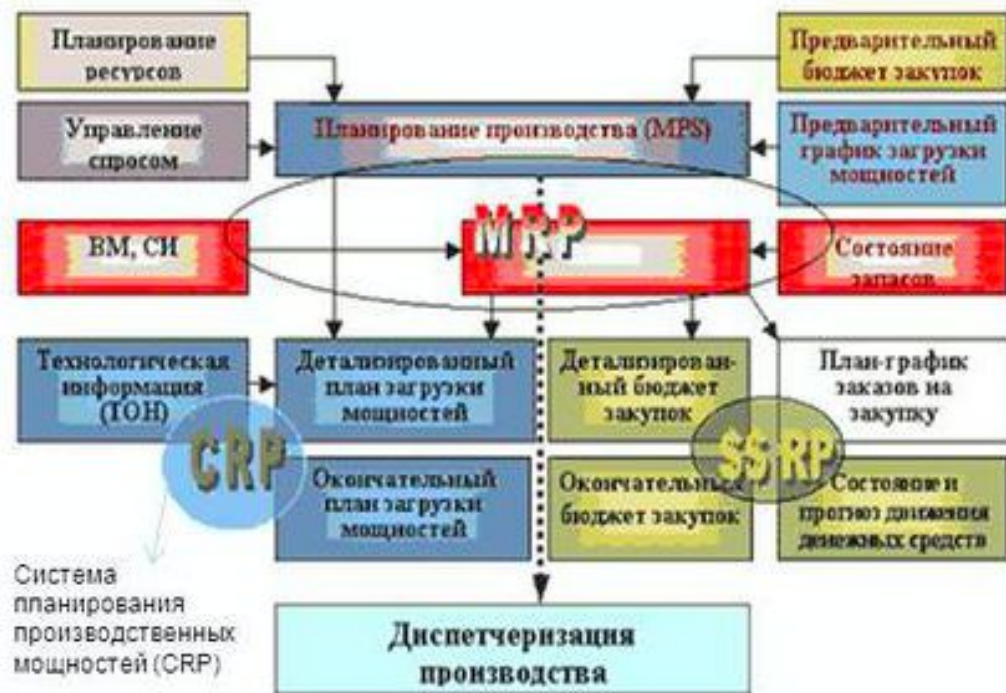 Планирование
ресурсов
Предварительный
бюджет закупок
Управление
спросом
Планирование производства (MPS)
Предварительный
график загрузки
мощностей
ВМ, СИ
MRP
Состояние
запасов
Технологическая
информация
(ТОН)
Детализированный
план загрузки
мощностей
Детализирован-
ный бюджет
закупок
План-график
заказов на
закупку
CRP
SSRP
Окончательный
план загрузки
мощностей
Окончательный
бюджет закупок
Состояние и
прогноз движения
денежных средств
Система
планирования
производственных
мощностей (CRP)
Диспетчеризация
производства